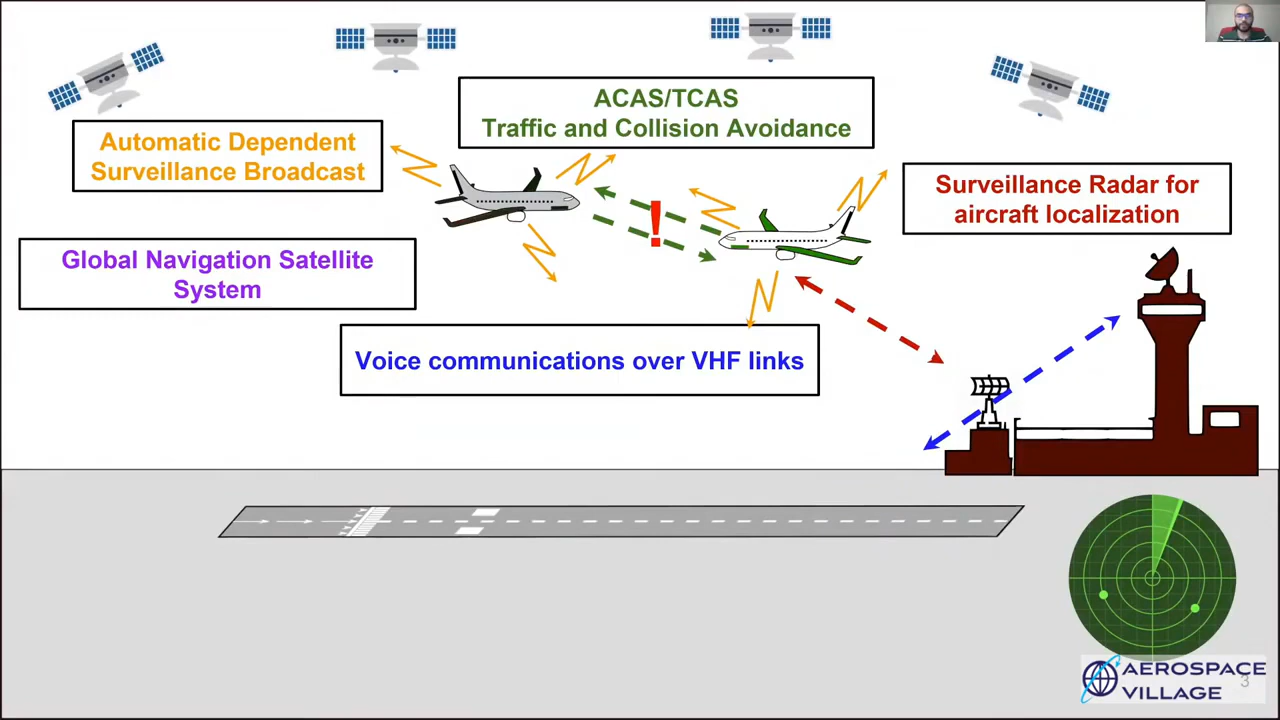 ACAS/TCAS
Traffic and Collision Avoidance
Automatic Dependent
Surveillance Broadcast
Surveillance Radar for
aircraft localization
Global Navigation Satellite
System
!
Voice communications over VHF links
AEROSPACE
VILLAGE
3